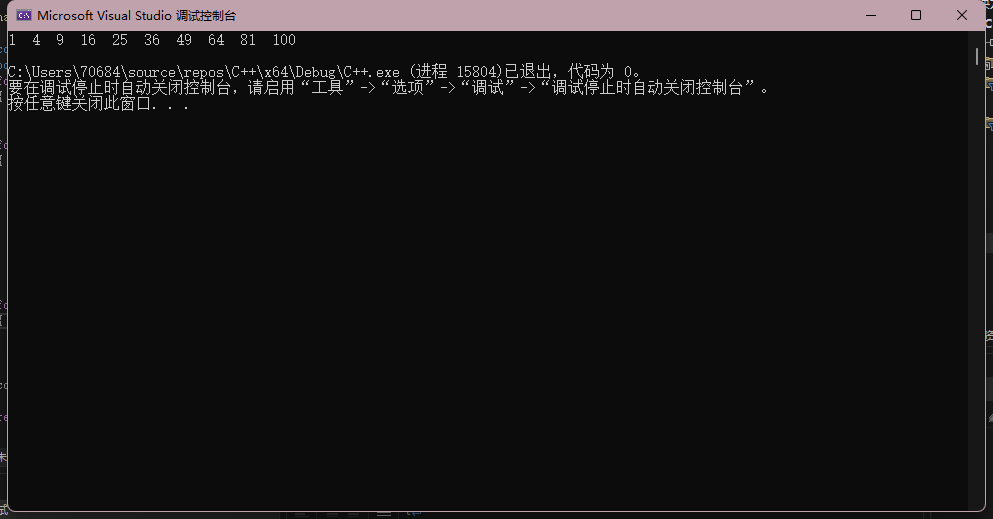 Microsoft Visual Studio 调试控制台
1  4  9  16  25  36  49  64  81  100
C:\Users\70684\source\repos\C++\x64\Debug\C++.exe (进程 15804)已退出，代码为 0。
要在调试停止时自动关闭控制台，请启用“工具”->“选项”->“调试”->“调试停止时自动关闭控制台”。
按任意键关闭此窗口. . .